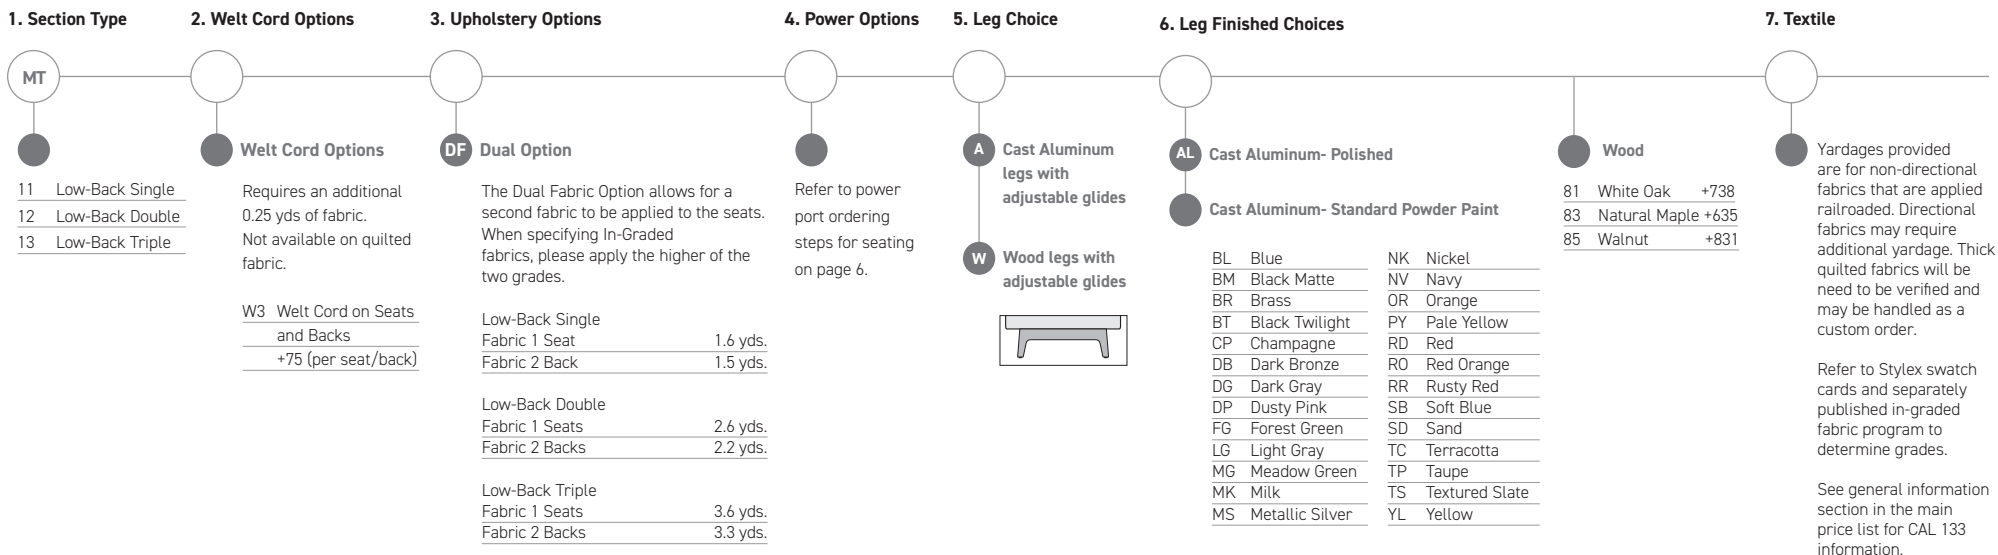 1. Section Type
MT
11 Low-Back Single
12 Low-Back Double
13 Low-Back Triple
2. Welt Cord Options
Welt Cord Options
Requires an additional
0.25 yds of fabric.
Not available on quilted
fabric.
W3 Welt Cord on Seats
and Backs
+75 (per seat/back)
3. Upholstery Options
DF Dual Option
The Dual Fabric Option allows for a
second fabric to be applied to the seats.
When specifying In-Graded
fabrics, please apply the higher of the
two grades.
Low-Back Single
Fabric 1 Seat 1.6 yds.
Fabric 2 Back 1.5 yds.
Low-Back Double
Fabric 1 Seats 2.6 yds.
Fabric 2 Backs 2.2 yds.
Low-Back Triple
Fabric 1 Seats 3.6 yds.
Fabric 2 Backs 3.3 yds.
4. Power Options
Refer to power
port ordering
steps for seating
on page 6.
5. Leg Choice
A Cast Aluminum
legs with
adjustable glides
W Wood legs with
adjustable glides
6. Leg Finished Choices
AL Cast Aluminum- Polished
Cast Aluminum- Standard Powder Paint
BL Blue
BM Black Matte
BR Brass
BT Black Twilight
CP Champagne
DB Dark Bronze
DG Dark Gray
DP Dusty Pink
FG Forest Green
LG Light Gray
MG Meadow Green
MK Milk
MS Metallic Silver
NK Nickel
NV Navy
OR Orange
PY Pale Yellow
RD Red
RO Red Orange
RR Rusty Red
SB Soft Blue
SD Sand
TC Terracotta
TP Taupe
TS Textured Slate
YL Yellow
Wood
81 White Oak +738
83 Natural Maple +635
85 Walnut +831
7. Textile
Yardages provided
are for non-directional
fabrics that are applied
railroaded. Directional
fabrics may require
additional yardage. Thick
quilted fabrics will be
need to be verified and
may be handled as a
custom order.
Refer to Stylex swatch
cards and separately
published in-graded
fabric program to
determine grades.
See general information
section in the main
price list for CAL 133
information.